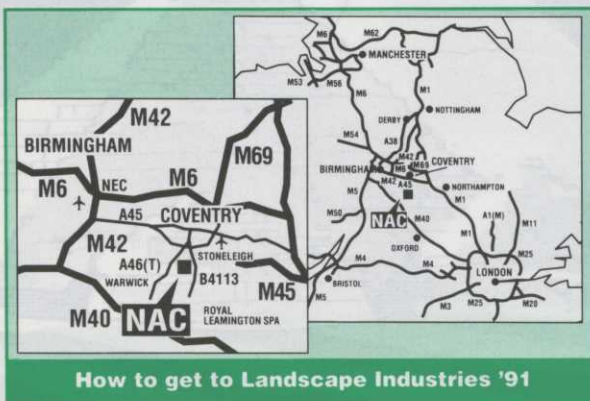 M42
BIRMINGHAM
M6
NEC
M6
M69
A45
COVENTRY
M42
A46(T)
STONELEIGH
WARWICK
B4113
M45
M40
NAC
ROYAL
LEAMINGTON SPA
M6
M62
MANCHESTER
M53
M56
M6
M1
DERBY
NOTTINGHAM
A38
M54
M42
BIRMINGHAM
M6
M69
COVENTRY
M42
A45
M5
NORTHAMPTON
M1
NAC
M40
M50
A1(M)
M11
OXFORD
M1
M25
M4
M4
LONDON
BRISTOL
M5
M3
M25
M20
How to get to Landscape Industries '91